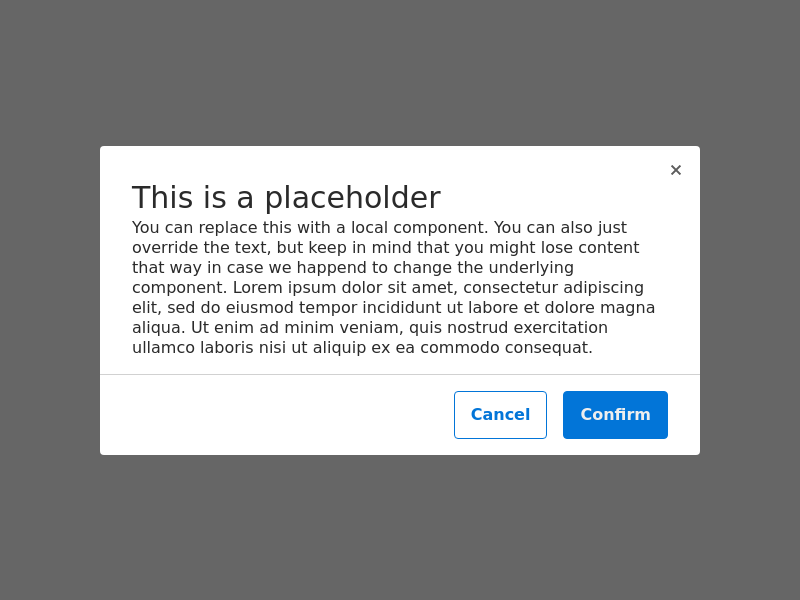 This is a placeholder
You can replace this with a local component. You can also just
override the text, but keep in mind that you might lose content
that way in case we happend to change the underlying
component. Lorem ipsum dolor sit amet, consectetur adipiscing
elit, sed do eiusmod tempor incididunt ut labore et dolore magna
aliqua. Ut enim ad minim veniam, quis nostrud exercitation
ullamco laboris nisi ut aliquip ex ea commodo consequat.
Cancel
Confirm